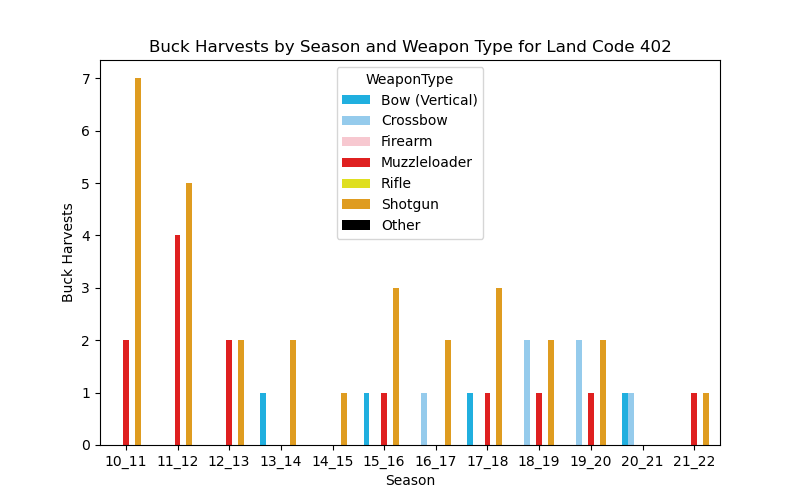 Buck Harvests by Season and Weapon Type for Land Code 402
WeaponType
Bow (Vertical)
Crossbow
Firearm
Muzzleloader
Rifle
Shotgun
Other
7
6
5
4
3
2
1
0
Buck Harvests
10_11 11_12 12_13 13_14 14_15 15_16 16_17 17_18 18_19 19_20 20_21 21_22
Season